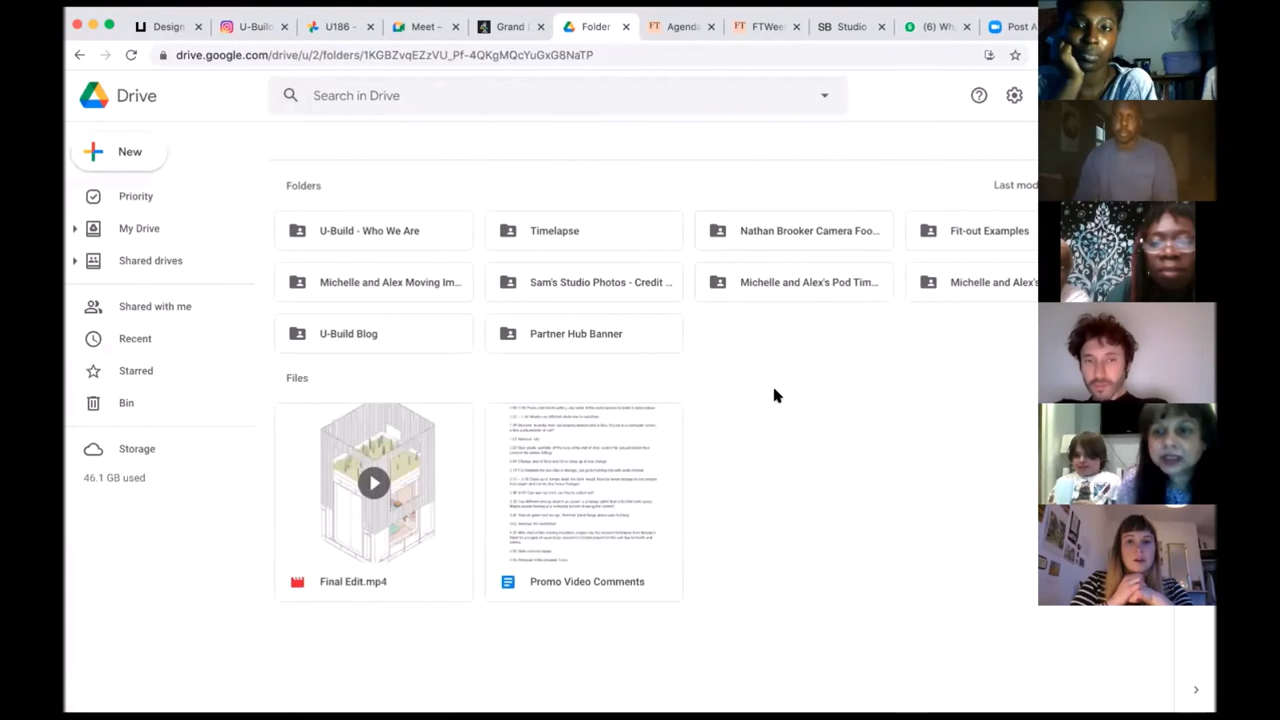 Design
U-Buil
U1
Meet –
Grand
Folder
FT Agenda
FT FTWee
SB Studio
(6) Wh
Post A
drive.google.com/drive/u/2/folders/1KGBZvqEZzVU_Pf-4QKgMQcYuGxG8NaTP
Drive
Search in Drive
New
Priority
My Drive
Shared drives
Shared with me
Recent
Starred
Bin
Storage
46.1 GB used
Folders
Last mod
U-Build - Who We Are
Timelapse
Nathan Brooker Camera Foo...
Fit-out Examples
Michelle and Alex Moving Im...
Sam's Studio Photos - Credit ...
Michelle and Alex's Pod Tim...
Michelle and Alex's
U-Build Blog
Partner Hub Banner
Files
Final Edit.mp4
Promo Video Comments